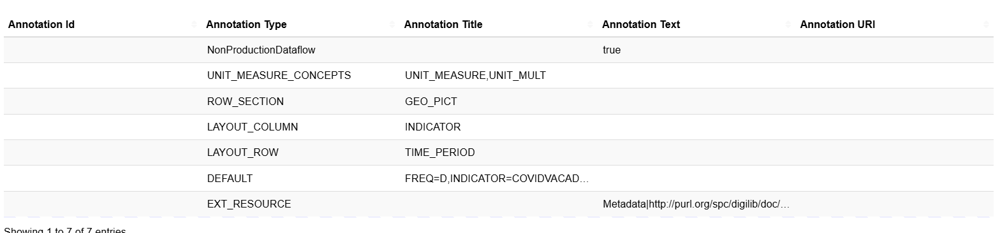 Annotation Id Annotation Type Annotation Title Annotation Text Annotation URI
NonProductionDataflow true
UNIT_MEASURE_CONCEPTS UNIT_MEASURE,UNIT_MULT
ROW_SECTION GEO_PICT
LAYOUT_COLUMN INDICATOR
LAYOUT_ROW TIME_PERIOD
DEFAULT FREQ=D,INDICATOR=COVIDVACAD…
EXT_RESOURCE Metadata|http://purl.org/spc/digilib/doc/…
Showing 1 to 7 of 7 entries